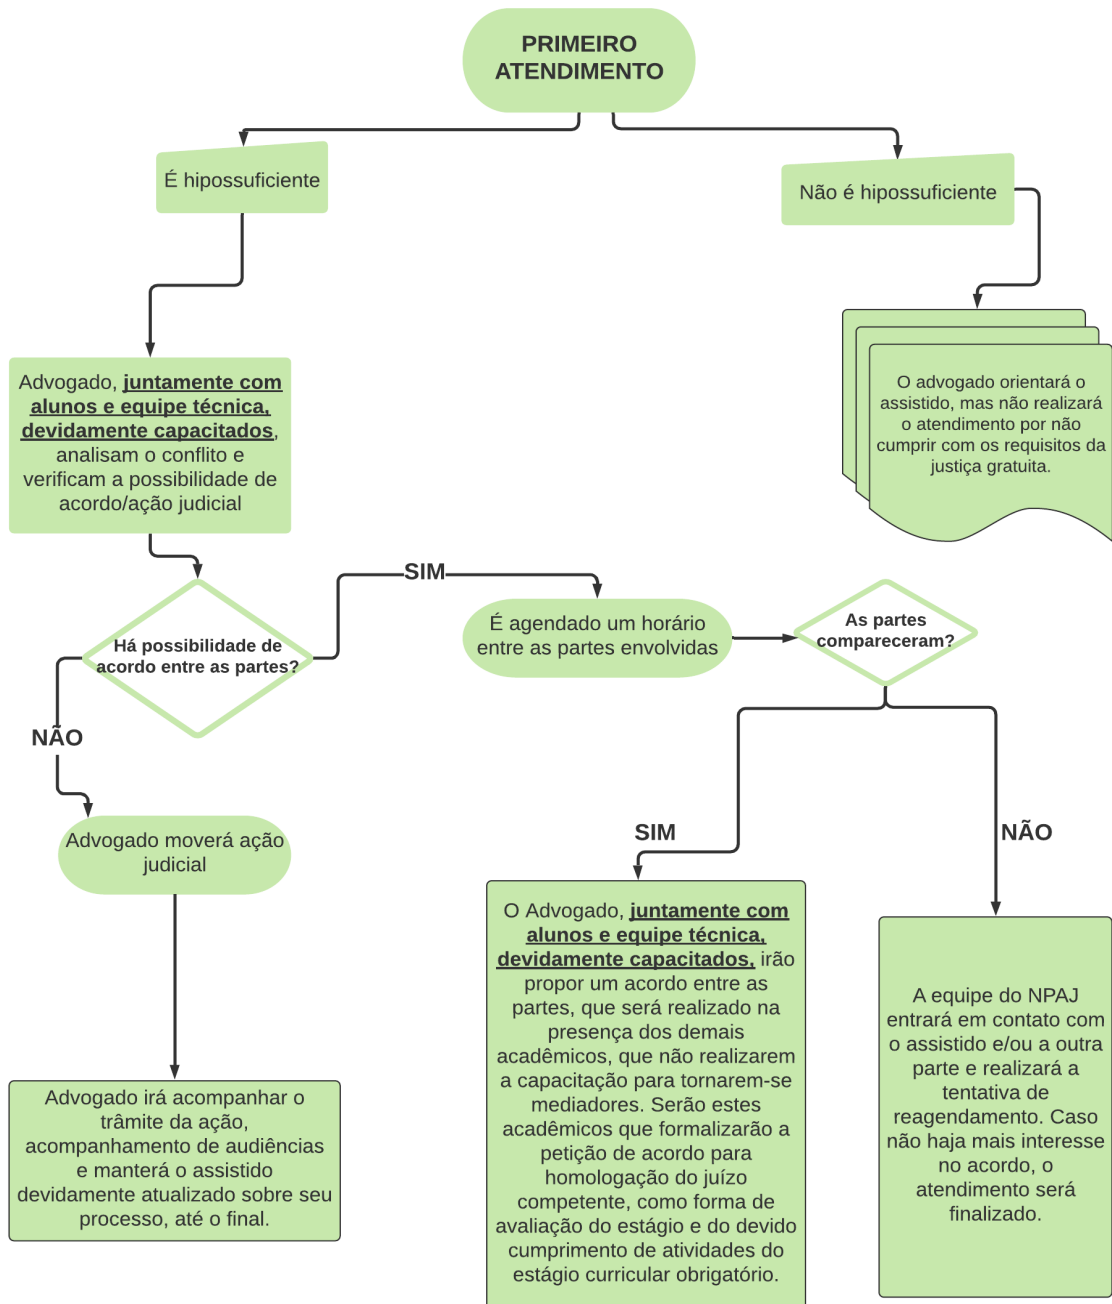 PRIMEIRO
ATENDIMENTO
É hipossuficiente
Não é hipossuficiente
Advogado, juntamente com
alunos e equipe técnica,
devidamente capacitados,
analisam o conflito e
verificam a possibilidade de
acordo/ação judicial
O advogado orientará o
assistido, mas não realizará
o atendimento por não
cumprir com os requisitos da
justiça gratuita.
Há possibilidade de
acordo entre as partes?
SIM
É agendado um horário
entre as partes envolvidas
As partes
compareceram?
NÃO
Advogado moverá ação
judicial
Advogado irá acompanhar o
trâmite da ação,
acompanhamento de audiências
e manterá o assistido
devidamente atualizado sobre seu
processo, até o final.
SIM
O Advogado, juntamente com
alunos e equipe técnica,
devidamente capacitados, irão
propor um acordo entre as
partes, que será realizado na
presença dos demais
acadêmicos, que não realizarem
a capacitação para tornarem-se
mediadores. Serão estes
acadêmicos que formalizarão a
petição de acordo para
homologação do juízo
competente, como forma de
avaliação do estágio e do devido
cumprimento de atividades do
estágio curricular obrigatório.
NÃO
A equipe do NPAJ
entrará em contato com
o assistido e/ou a outra
parte e realizará a
tentativa de
reagendamento. Caso
não haja mais interesse
no acordo, o
atendimento será
finalizado.